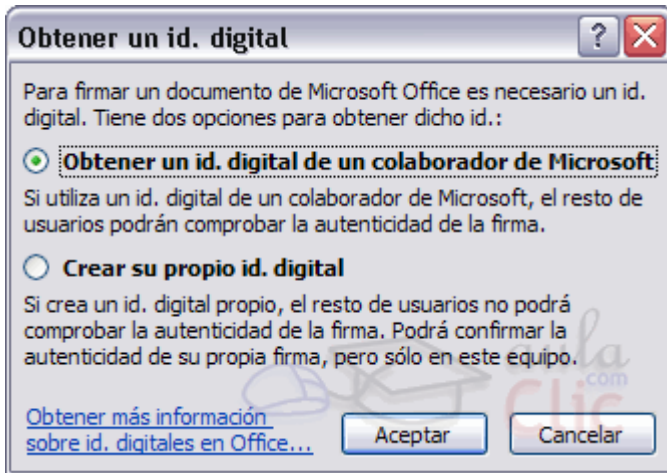 Obtener un id. digital
Para firmar un documento de Microsoft Office es necesario un id.
digital. Tiene dos opciones para obtener dicho id.:
Obtener un id. digital de un colaborador de Microsoft
Si utiliza un id. digital de un colaborador de Microsoft, el resto de
usuarios podrán comprobar la autenticidad de la firma.
Crear su propio id. digital
Si crea un id. digital propio, el resto de usuarios no podrá
comprobar la autenticidad de la firma. Podrá confirmar la
autenticidad de su propia firma, pero sólo en este equipo.
aula
.com
Clic
Obtener más información
sobre id. digitales en Office...
Aceptar
Cancelar